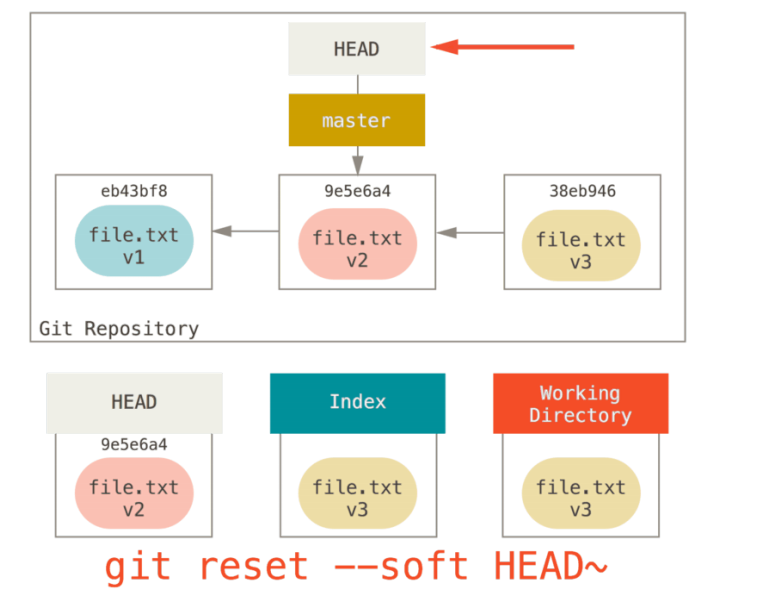 HEAD
master
eb43bf8
9e5e6a4
38eb946
file.txt
v1
file.txt
v2
file.txt
v3
Git Repository
HEAD
Index
Working
Directory
9e5e6a4
file.txt
v2
file.txt
v3
file.txt
v3
git reset --soft HEAD~